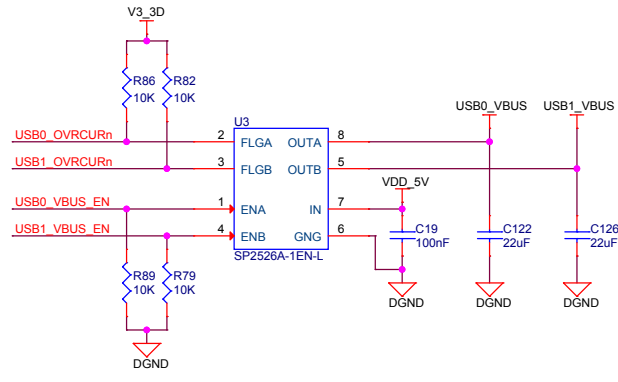 V3_3D
R86
10K
R82
10K
U3
USB0_VBUS
USB1_VBUS
USB0_OVRCURn
2
FLGA
OUTA
8
USB1_OVRCURn
3
FLGB
OUTB
5
VDD_5V
USB0_VBUS_EN
1
ENA
IN
7
USB1_VBUS_EN
4
ENB
GNG
6
C19
100nF
C122
22uF
C126
22uF
SP2526A-1EN-L
R89
10K
R79
10K
DGND
DGND
DGND
DGND